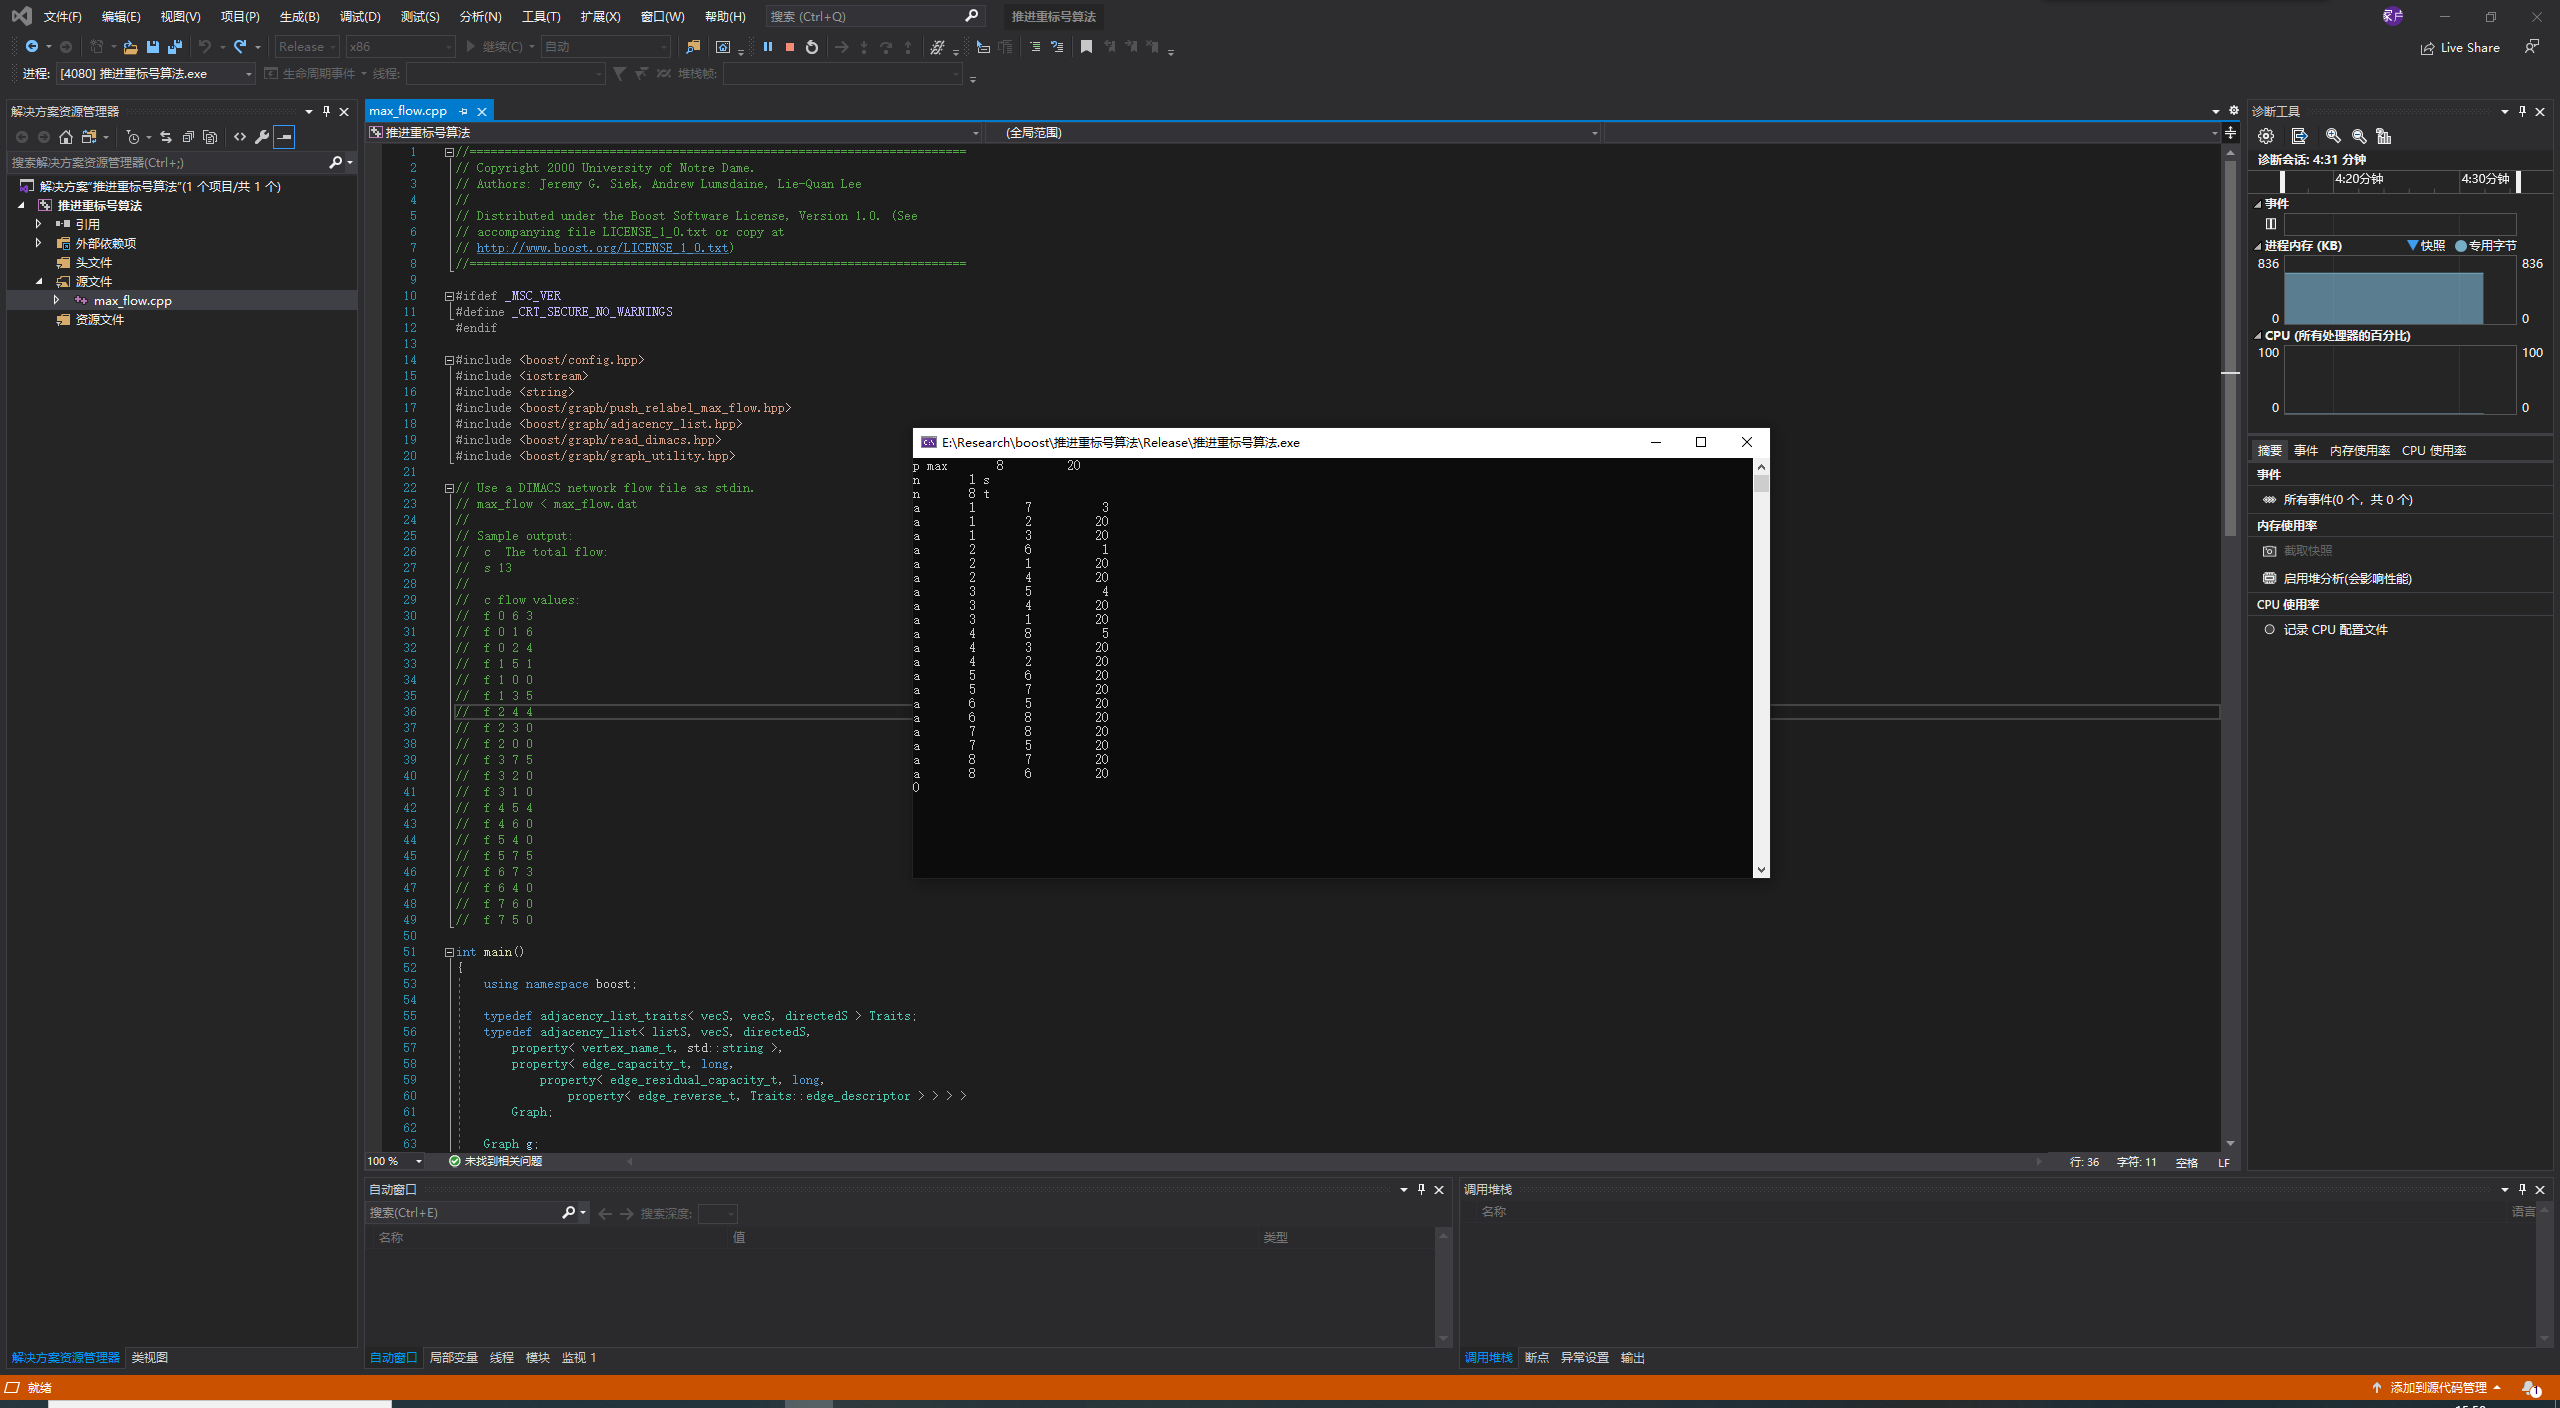 文件(F) 编辑(E) 视图(V) 项目(P) 生成(B) 调试(D) 测试(S) 分析(N) 工具(T) 扩展(X) 窗口(W) 帮助(H) 搜索 (Ctrl+Q) 推进重标号算法
Release x86 继续(C) 自动 Live Share
进程: [4080] 推进重标号算法.exe 生命周期事件 线程: 堆栈帧:
解决方案资源管理器
搜索解决方案资源管理器(Ctrl+;)
解决方案"推进重标号算法"(1 个项目/共 1 个)
推进重标号算法
引用
外部依赖项
头文件
源文件
max_flow.cpp
资源文件
解决方案资源管理器 类视图
max_flow.cpp
推进重标号算法 (全局范围)
1 //=======================================================================
2 // Copyright 2000 University of Notre Dame.
3 // Authors: Jeremy G. Siek, Andrew Lumsdaine, Lie-Quan Lee
4 //
5 // Distributed under the Boost Software License, Version 1.0. (See
6 // accompanying file LICENSE_1_0.txt or copy at
7 // http://www.boost.org/LICENSE_1_0.txt)
8 //=======================================================================
9
10 #ifdef _MSC_VER
11 #define _CRT_SECURE_NO_WARNINGS
12 #endif
13
14 #include <boost/config.hpp>
15 #include <iostream>
16 #include <string>
17 #include <boost/graph/push_relabel_max_flow.hpp>
18 #include <boost/graph/adjacency_list.hpp>
19 #include <boost/graph/read_dimacs.hpp>
20 #include <boost/graph/graph_utility.hpp>
21
22 // Use a DIMACS network flow file as stdin.
23 // max_flow < max_flow.dat
24 //
25 // Sample output:
26 // c The total flow:
27 // s 13
28 //
29 // c flow values:
30 // f 0 6 3
31 // f 0 1 6
32 // f 0 2 4
33 // f 1 5 1
34 // f 1 0 0
35 // f 1 3 5
36 // f 2 4 4
37 // f 2 3 0
38 // f 2 0 0
39 // f 3 7 5
40 // f 3 2 0
41 // f 3 1 0
42 // f 4 5 4
43 // f 4 6 0
44 // f 5 4 0
45 // f 5 7 5
46 // f 6 7 3
47 // f 6 4 0
48 // f 7 6 0
49 // f 7 5 0
50
51 int main()
52 {
53 using namespace boost;
54
55 typedef adjacency_list_traits< vecS, vecS, directedS > Traits;
56 typedef adjacency_list< listS, vecS, directedS,
57 property< vertex_name_t, std::string >,
58 property< edge_capacity_t, long,
59 property< edge_residual_capacity_t, long,
60 property< edge_reverse_t, Traits::edge_descriptor > > > >
61 Graph;
62
63 Graph g;
100 % 未找到相关问题 行: 36 字符: 11 空格 LF
E:\Research\boost\推进重标号算法\Release\推进重标号算法.exe
p max 8 20
n 1 s
n 8 t
a 1 7 3
a 1 2 20
a 1 3 20
a 2 6 1
a 2 1 20
a 2 4 20
a 3 5 4
a 3 4 20
a 3 1 20
a 4 8 5
a 4 3 20
a 4 2 20
a 5 6 20
a 5 7 20
a 6 5 20
a 6 8 20
a 7 8 20
a 7 5 20
a 8 7 20
a 8 6 20
0
诊断工具
诊断会话: 4:31 分钟
4:20分钟 4:30分钟
事件
进程内存 (KB) 快照 专用字节
836 836
0 0
CPU (所有处理器的百分比)
100 100
0 0
摘要 事件 内存使用率 CPU 使用率
事件
所有事件(0 个，共 0 个)
内存使用率
截取快照
启用堆分析(会影响性能)
CPU 使用率
记录 CPU 配置文件
自动窗口
搜索(Ctrl+E) 搜索深度:
名称 值 类型
自动窗口 局部变量 线程 模块 监视 1
调用堆栈
名称 语言
调用堆栈 断点 异常设置 输出
就绪 添加到源代码管理 1